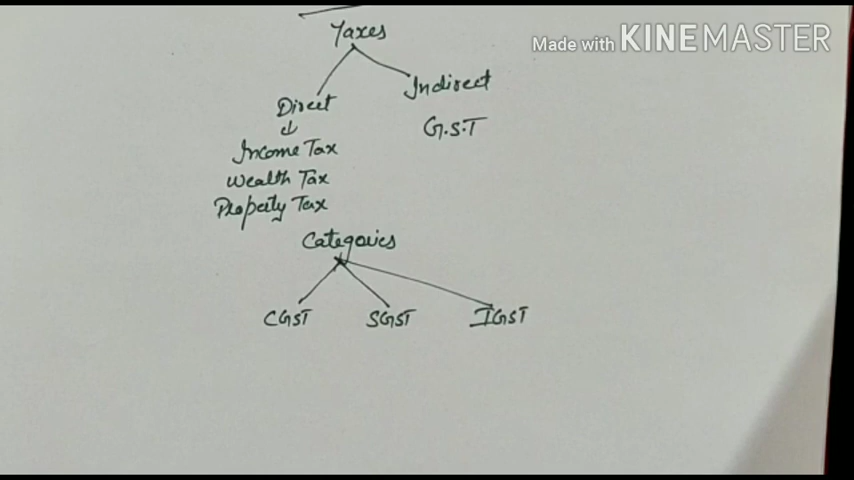 Made with KINEMASTER
Taxes
Direct Indirect
G.S.T
Income Tax
Wealth Tax
Property Tax
Categories
CGST SGST IGST